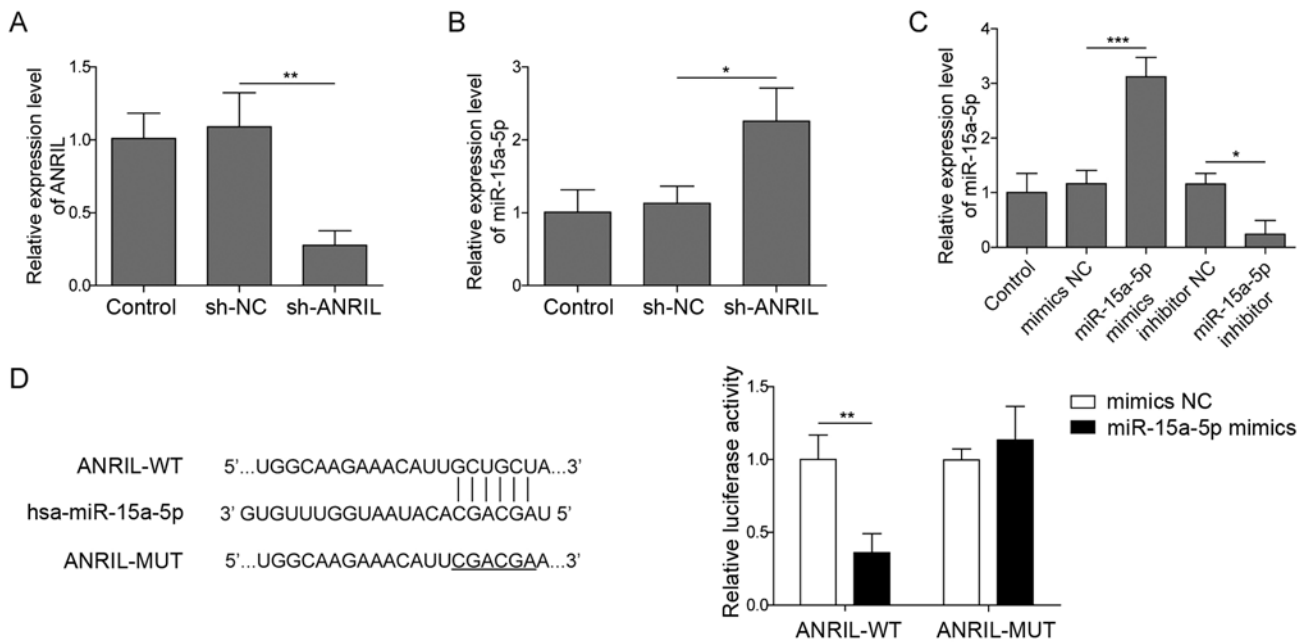 A
Relative expression level
of ANRIL
1.5
1.0
0.5
0.0
**
Control
sh-NC
sh-ANRIL
B
Relative expression level
of miR-15a-5p
3
2
1
0
*
Control
sh-NC
sh-ANRIL
C
Relative expression level
of miR-15a-5p
4
3
2
1
0
***
*
Control
mimics NC
miR-15a-5p
mimics
inhibitor NC
miR-15a-5p
inhibitor
D
ANRIL-WT 5’...UGGCAAGAAACAUUGCUGCUA...3’
hsa-miR-15a-5p 3’ GUGUUUGGUAAUACACGACGAU 5’
ANRIL-MUT 5’...UGGCAAGAAACAUUCGACGAA...3’
Relative luciferase activity
1.5
1.0
0.5
0.0
**
ANRIL-WT
ANRIL-MUT
mimics NC
miR-15a-5p mimics